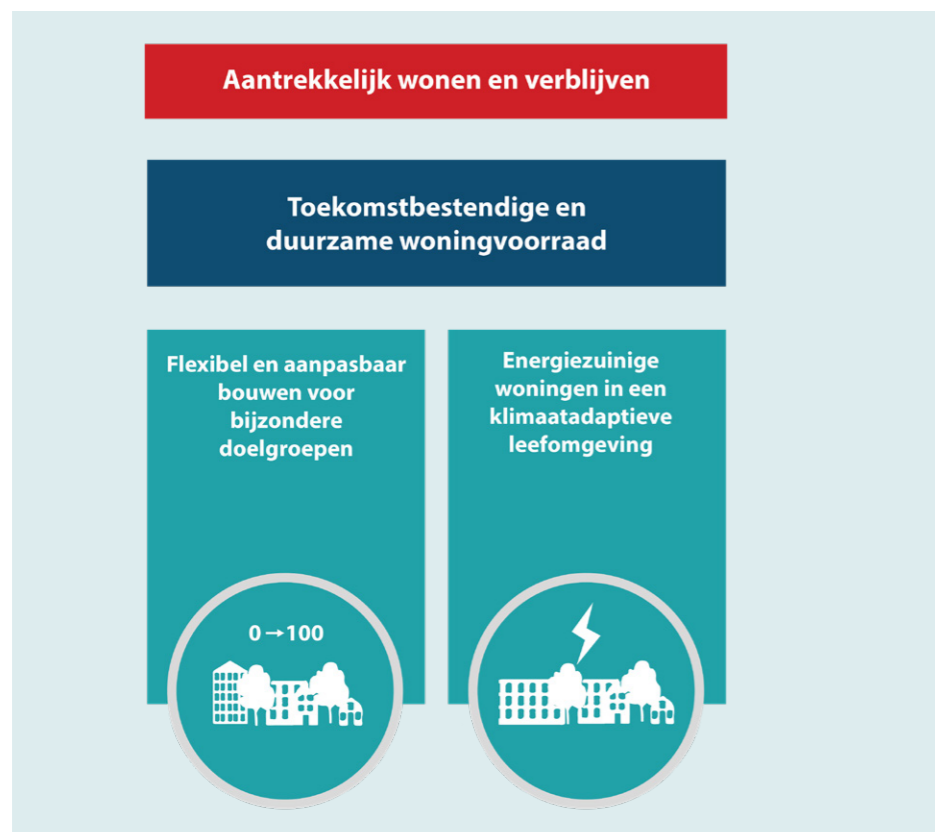 Aantrekkelijk wonen en verblijven
Toekomstbestendige en
duurzame woningvoorraad
Flexibel en aanpasbaar
bouwen voor
bijzondere
doelgroepen
0→100
Energiezuinige
woningen in een
klimaatadaptieve
leefomgeving